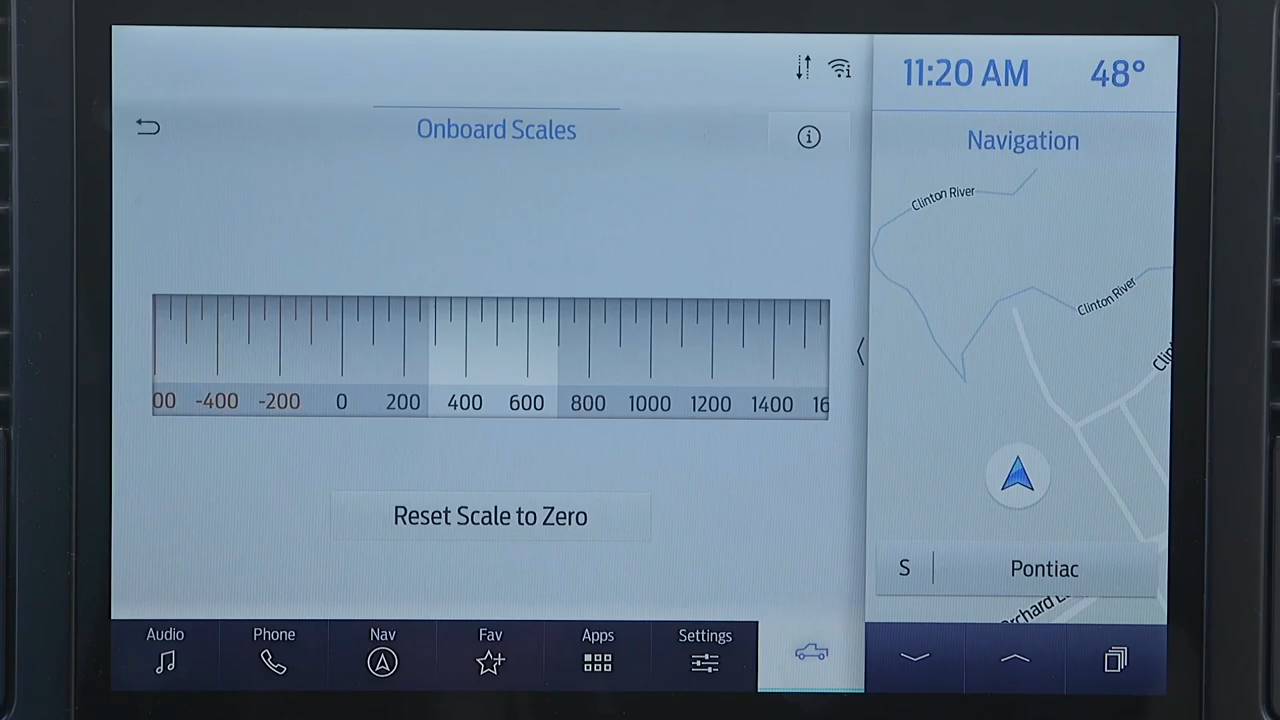 11:20 AM
48°
Onboard Scales
Navigation
Clinton River
Clinton River
00 -400 -200 0 200 400 600 800 1000 1200 1400 16
Reset Scale to Zero
S
Pontiac
Audio
Phone
Nav
Fav
Apps
Settings